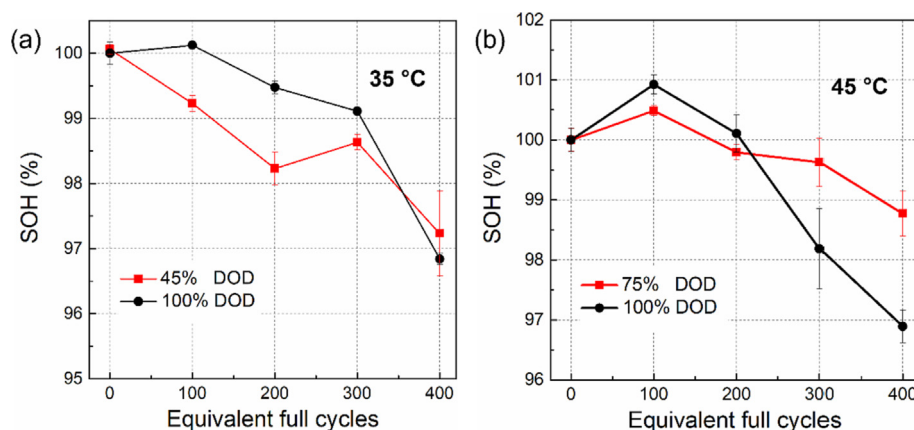 (a)
35 °C
SOH (%)
100
99
98
97
96
95
45% DOD
100% DOD
0 100 200 300 400
Equivalent full cycles
(b)
45 °C
SOH (%)
102
101
100
99
98
97
96
75% DOD
100% DOD
0 100 200 300 400
Equivalent full cycles